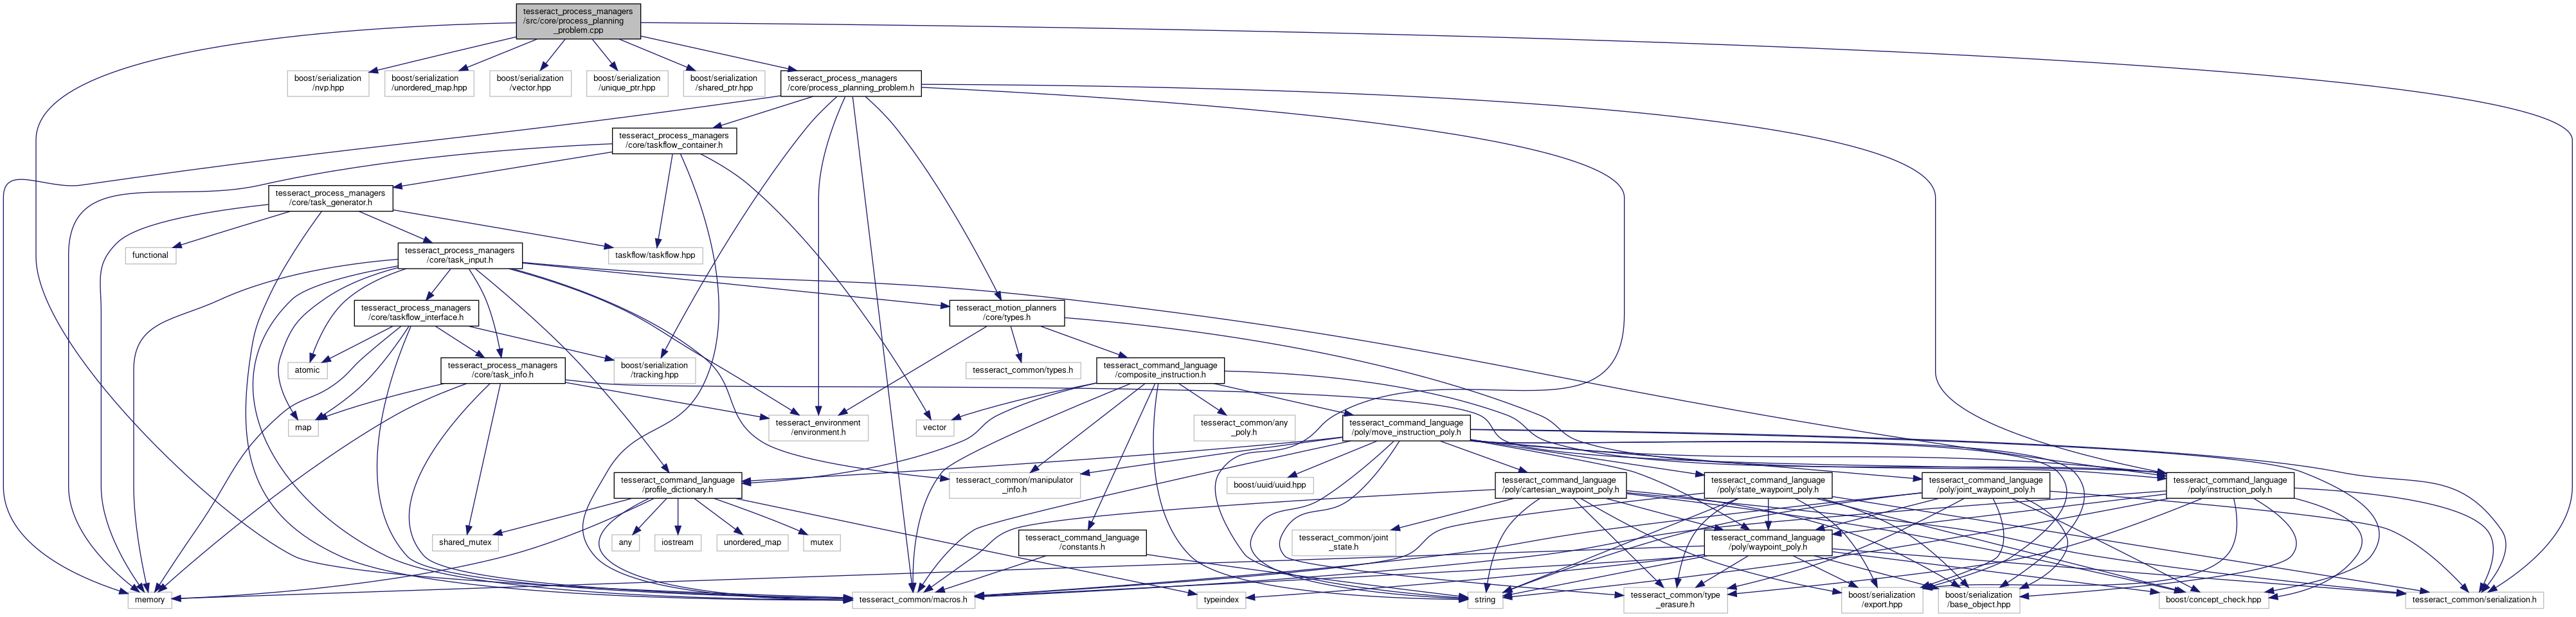 tesseract_process_managers
/src/core/process_planning
_problem.cpp
boost/serialization
/nvp.hpp
boost/serialization
/unordered_map.hpp
boost/serialization
/vector.hpp
boost/serialization
/unique_ptr.hpp
boost/serialization
/shared_ptr.hpp
tesseract_process_managers
/core/process_planning_problem.h
tesseract_process_managers
/core/taskflow_container.h
tesseract_process_managers
/core/task_generator.h
functional
tesseract_process_managers
/core/task_input.h
taskflow/taskflow.hpp
tesseract_process_managers
/core/taskflow_interface.h
tesseract_motion_planners
/core/types.h
atomic
tesseract_process_managers
/core/task_info.h
boost/serialization
/tracking.hpp
tesseract_common/types.h
tesseract_command_language
/composite_instruction.h
map
tesseract_environment
/environment.h
vector
tesseract_common/any
_poly.h
tesseract_command_language
/poly/move_instruction_poly.h
tesseract_command_language
/profile_dictionary.h
tesseract_common/manipulator
_info.h
boost/uuid/uuid.hpp
tesseract_command_language
/poly/cartesian_waypoint_poly.h
tesseract_command_language
/poly/state_waypoint_poly.h
tesseract_command_language
/poly/joint_waypoint_poly.h
tesseract_command_language
/poly/instruction_poly.h
shared_mutex
any
iostream
unordered_map
mutex
tesseract_command_language
/constants.h
tesseract_common/joint
_state.h
tesseract_command_language
/poly/waypoint_poly.h
memory
tesseract_common/macros.h
typeindex
string
tesseract_common/type
_erasure.h
boost/serialization
/export.hpp
boost/serialization
/base_object.hpp
boost/concept_check.hpp
tesseract_common/serialization.h